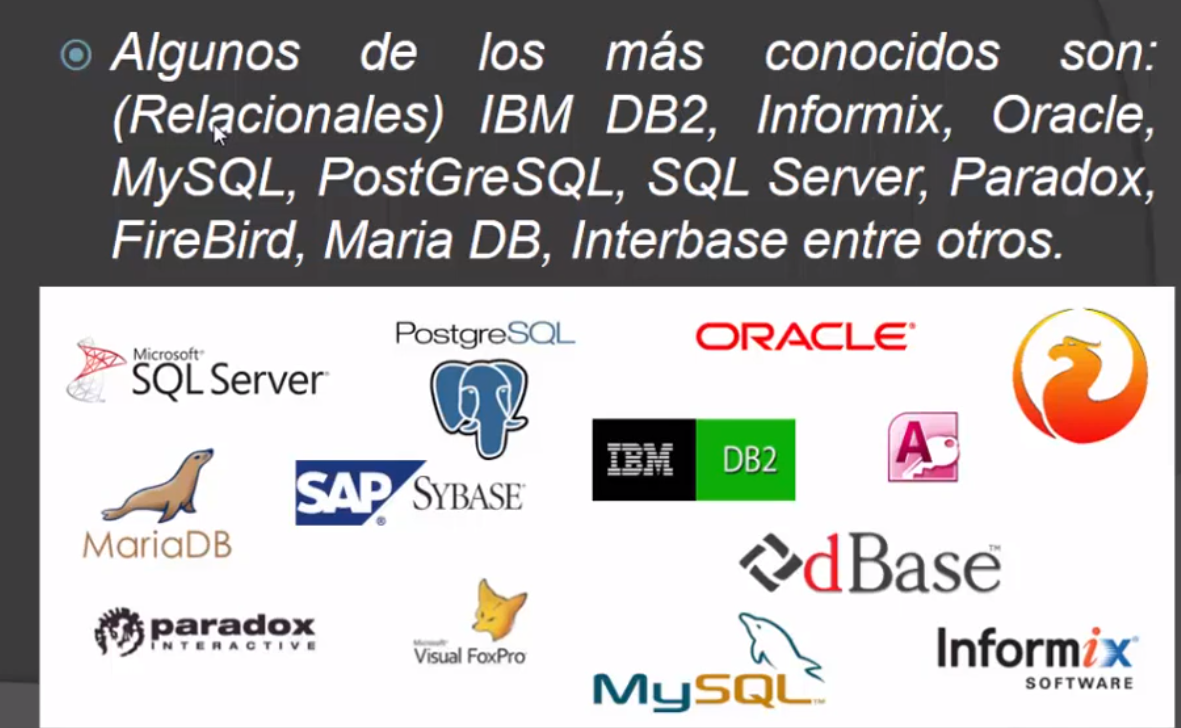 Algunos de los más conocidos son:
(Relacionales) IBM DB2, Informix, Oracle,
MySQL, PostGreSQL, SQL Server, Paradox,
FireBird, Maria DB, Interbase entre otros.
PostgreSQL
ORACLE®
Microsoft®
SQL Server®
IBM DB2
A
SAP® SYBASE®
MariaDB
dBase™
paradox
INTERACTIVE
Microsoft®
Visual FoxPro®
Informix®
SOFTWARE
MySQL™